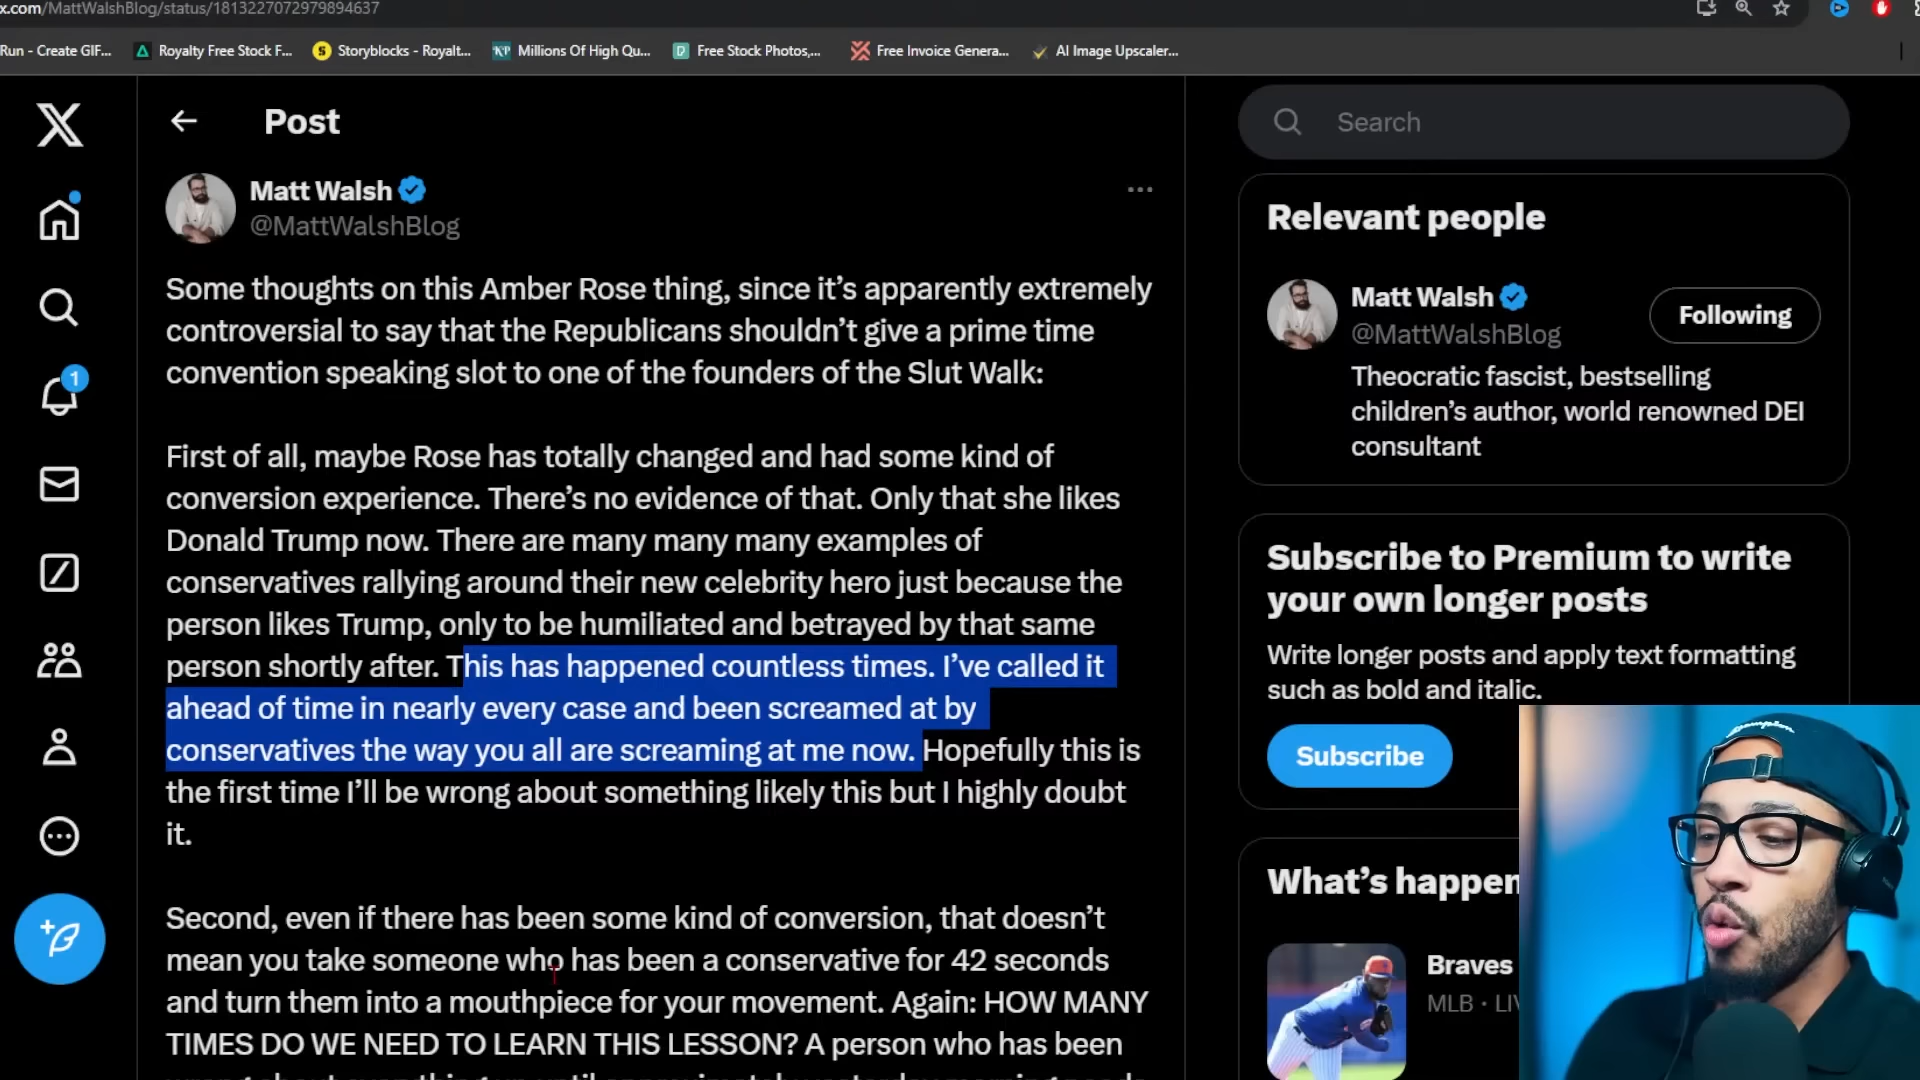 x.com/MattWalshBlog/status/1813227072979894637
Run - Create GIF...
Royalty Free Stock F...
Storyblocks - Royalt...
Millions Of High Qu...
Free Stock Photos,...
Free Invoice Genera...
AI Image Upscaler...
Post
Search
Matt Walsh
@MattWalshBlog
Some thoughts on this Amber Rose thing, since it’s apparently extremely
controversial to say that the Republicans shouldn’t give a prime time
convention speaking slot to one of the founders of the Slut Walk:
First of all, maybe Rose has totally changed and had some kind of
conversion experience. There’s no evidence of that. Only that she likes
Donald Trump now. There are many many many examples of
conservatives rallying around their new celebrity hero just because the
person likes Trump, only to be humiliated and betrayed by that same
person shortly after. This has happened countless times. I’ve called it
ahead of time in nearly every case and been screamed at by
conservatives the way you all are screaming at me now. Hopefully this is
the first time I’ll be wrong about something likely this but I highly doubt
it.
Second, even if there has been some kind of conversion, that doesn’t
mean you take someone who has been a conservative for 42 seconds
and turn them into a mouthpiece for your movement. Again: HOW MANY
TIMES DO WE NEED TO LEARN THIS LESSON? A person who has been
1
Relevant people
Matt Walsh
@MattWalshBlog
Following
Theocratic fascist, bestselling
children’s author, world renowned DEI
consultant
Subscribe to Premium to write
your own longer posts
Write longer posts and apply text formatting
such as bold and italic.
Subscribe
What’s happen
Braves
MLB · LIV
Champion